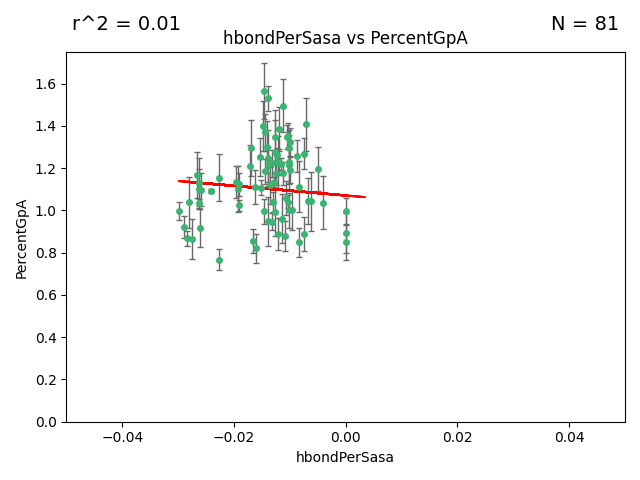 r^2 = 0.01
N = 81
hbondPerSasa vs PercentGpA
1.6
1.4
1.2
1.0
0.8
0.6
0.4
0.2
0.0
PercentGpA
−0.04
−0.02
0.00
0.02
0.04
hbondPerSasa